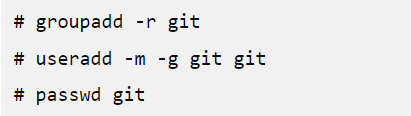 # groupadd -r git
# useradd -m -g git git
# passwd git